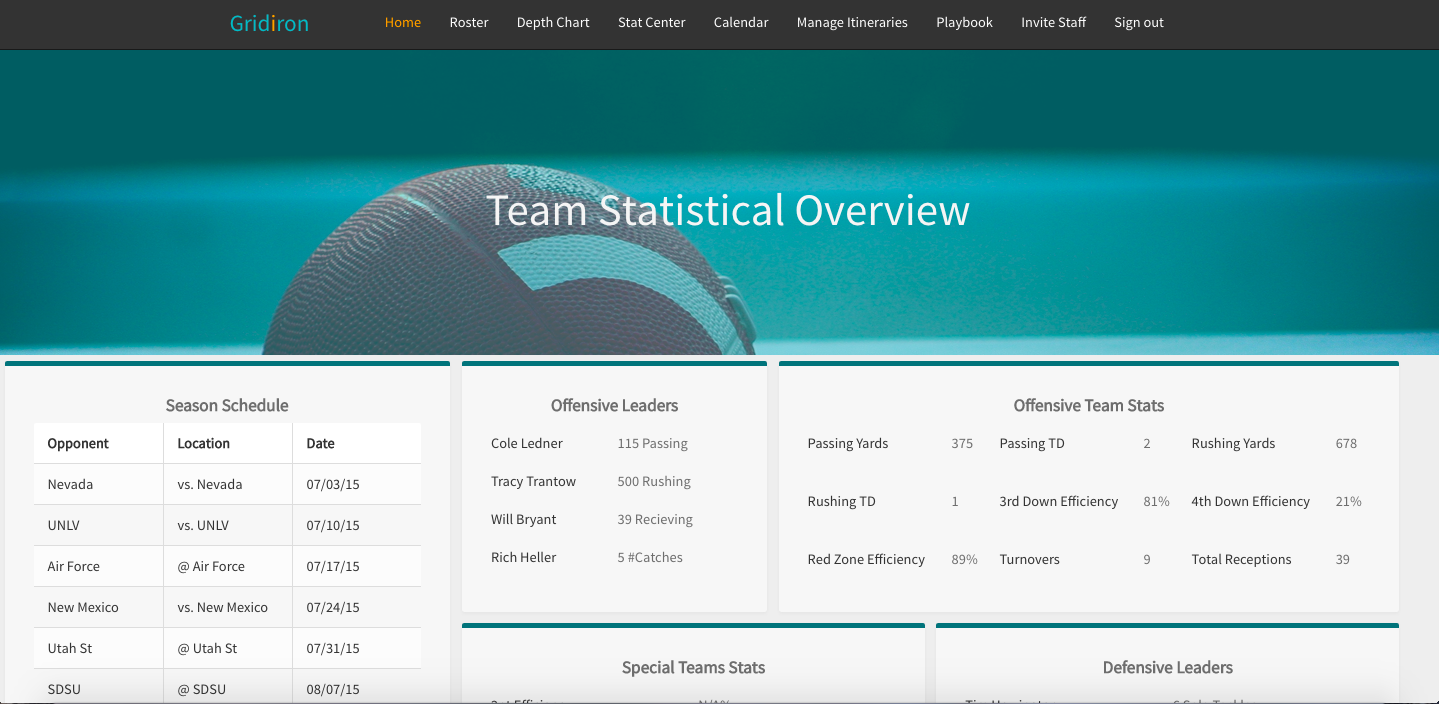 Gridiron Home Roster Depth Chart Stat Center Calendar Manage Itineraries Playbook Invite Staff Sign out
Team Statistical Overview
Season Schedule
Opponent Location Date
Nevada vs. Nevada 07/03/15
UNLV vs. UNLV 07/10/15
Air Force @ Air Force 07/17/15
New Mexico vs. New Mexico 07/24/15
Utah St @ Utah St 07/31/15
SDSU @ SDSU 08/07/15
Offensive Leaders
Cole Ledner 115 Passing
Tracy Trantow 500 Rushing
Will Bryant 39 Recieving
Rich Heller 5 #Catches
Offensive Team Stats
Passing Yards 375 Passing TD 2 Rushing Yards 678
Rushing TD 1 3rd Down Efficiency 81% 4th Down Efficiency 21%
Red Zone Efficiency 89% Turnovers 9 Total Receptions 39
Special Teams Stats
Defensive Leaders